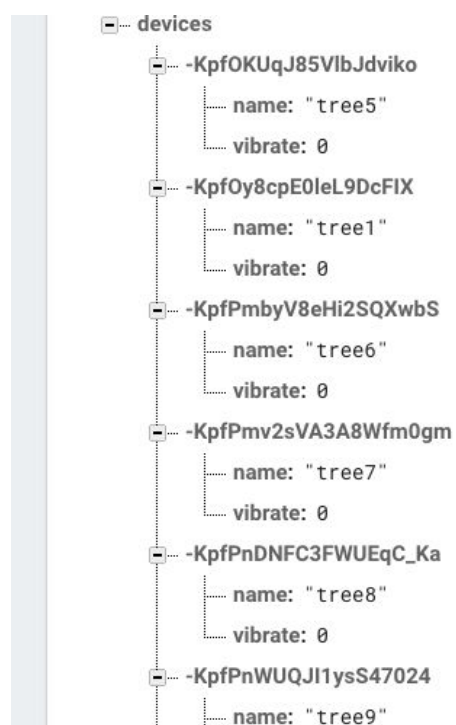 devices
-KpfOKUqJ85VlbJdviko
name: "tree5"
vibrate: 0
-KpfOy8cpE0leL9DcFIX
name: "tree1"
vibrate: 0
-KpfPmbyV8eHi2SQXwbS
name: "tree6"
vibrate: 0
-KpfPmv2sVA3A8Wfm0gm
name: "tree7"
vibrate: 0
-KpfPnDNFC3FWUEqC_Ka
name: "tree8"
vibrate: 0
-KpfPnWUQJI1ysS47024
name: "tree9"